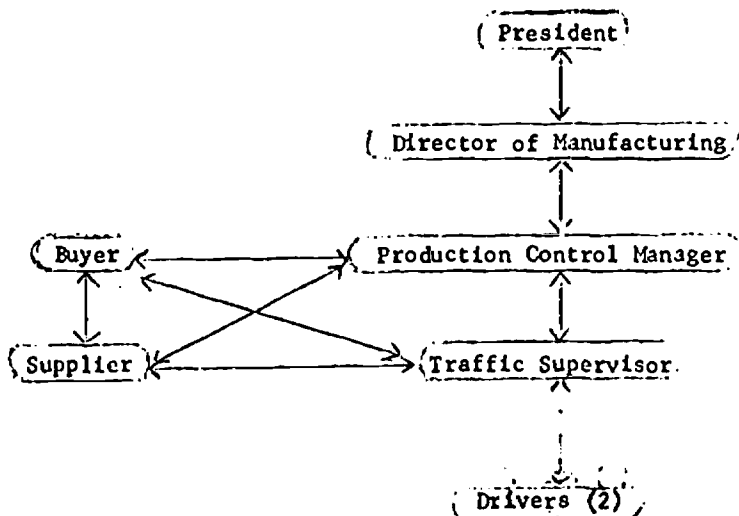 President
Director of Manufacturing
Buyer
Production Control Manager
Supplier
Traffic Supervisor
Drivers (2)